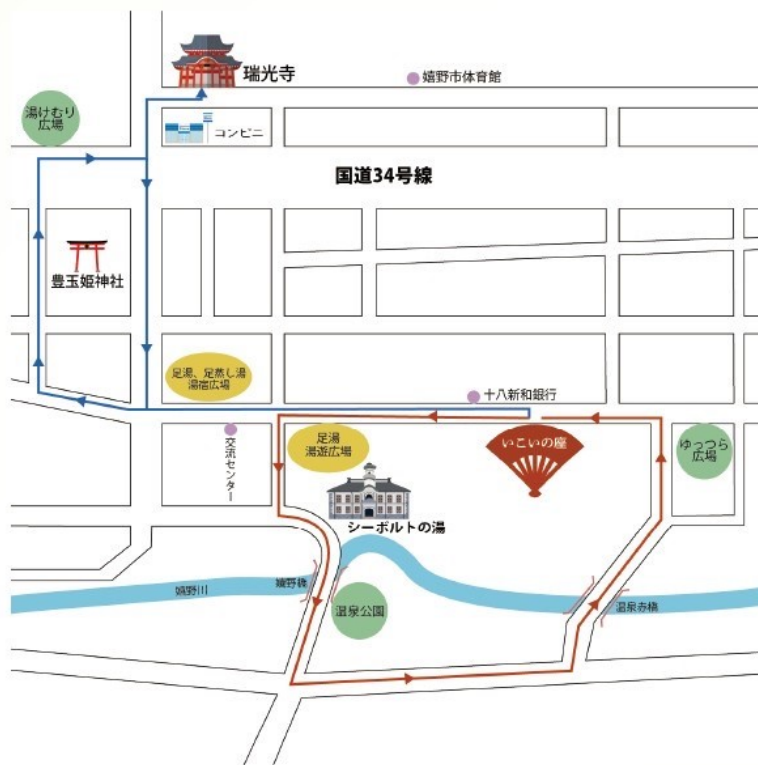 瑞光寺
嬉野市体育館
湯けむり
広場
コンビニ
国道34号線
豊玉姫神社
足湯、足蒸し湯
湯宿広場
十八新和銀行
足湯
湯遊広場
いこいの座
ゆっつら
広場
交流センター
シーボルトの湯
嬉野橋
嬉野川
温泉公園
温泉赤橋